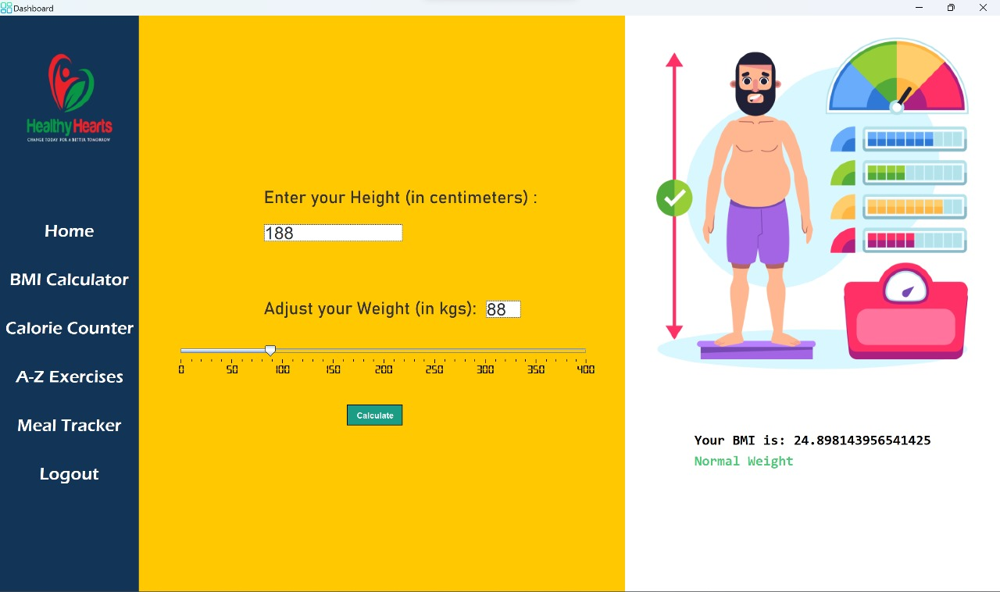 Dashboard
HealthyHearts
CHANGE TODAY FOR A BETTER TOMORROW
Home
BMI Calculator
Calorie Counter
A-Z Exercises
Meal Tracker
Logout
Enter your Height (in centimeters) :
188
Adjust your Weight (in kgs): 88
0 50 100 150 200 250 300 350 400
Calculate
Your BMI is: 24.898143956541425
Normal Weight